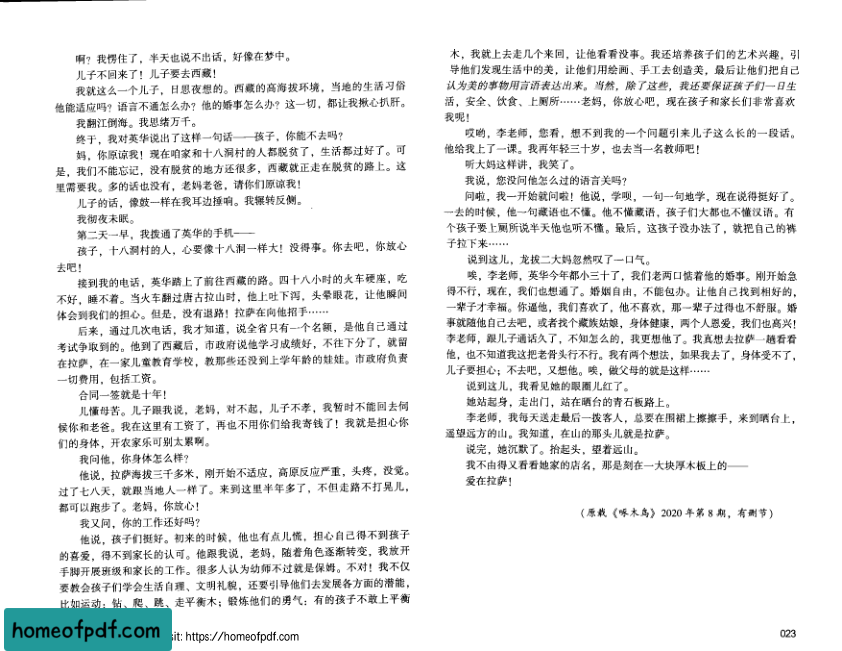 啊？我愣住了，半天也说不出话，好像在梦中。
儿子不回来了！儿子要去西藏！
我就这么一个儿子，日思夜想的。西藏的高海拔环境，当地的生活习俗
他能适应吗？语言不通怎么办？他的婚事怎么办？这一切，都让我揪心扒肝。
我翻江倒海。我思绪万千。
终于，我对英华说出了这样一句话——孩子，你能不去吗？
妈，你原谅我！现在咱家和十八洞村的人都脱贫了，生活都过好了。可
是，我们不能忘记，没有脱贫的地方还很多，西藏就正走在脱贫的路上。这
里需要我。多的话也没有，老妈老爸，请你们原谅我！
儿子的话，像鼓一样在我耳边捶响。我辗转反侧。
我彻夜未眠。
第二天一早，我拨通了英华的手机——
孩子，十八洞村的人，心要像十八洞一样大！没得事。你去吧，你放心
去吧！
接到我的电话，英华踏上了前往西藏的路。四十八小时的火车硬座，吃
不好，睡不着。当火车翻过唐古拉山时，他上吐下泻，头晕眼花，让他瞬间
体会到我们的担心。但是，没有退路！拉萨在向他招手……
后来，通过几次电话，我才知道，说全省只有一个名额，是他自己通过
考试争取到的。他到了西藏后，市政府说他学习成绩好，不往下分了，就留
在拉萨，在一家儿童教育学校，教那些还没到上学年龄的娃娃。市政府负责
一切费用，包括工资。
合同一签就是十年！
儿懂母苦。儿子跟我说，老妈，对不起，儿子不孝，我暂时不能回去伺
候你和老爸。我在这里有工资了，再也不用你们给我寄钱了！我就是担心你
们的身体，开农家乐可别太累啊。
我问他，你身体怎么样？
他说，拉萨海拔三千多米，刚开始不适应，高原反应严重，头疼，没觉。
过了七八天，就跟当地人一样了。来到这里半年多了，不但走路不打晃儿，
都可以跑步了。老妈，你放心！
我又问，你的工作还好吗？
他说，孩子们挺好。初来的时候，他也有点儿慌，担心自己得不到孩子
的喜爱，得不到家长的认可。他跟我说，老妈，随着角色逐渐转变，我放开
手脚开展班级和家长的工作。很多人认为幼师不过就是保姆。不对！我不仅
要教会孩子们学会生活自理、文明礼貌，还要引导他们去发展各方面的潜能，
比如运动：钻、爬、跳、走平衡木；锻炼他们的勇气：有的孩子不敢上平衡
木，我就上去走几个来回，让他看看没事。我还培养孩子们的艺术兴趣，引
导他们发现生活中的美，让他们用绘画、手工去创造美，最后让他们把自己
认为美的事物用言语表达出来。当然，除了这些，我还要保证孩子们一日生
活，安全、饮食、上厕所……老妈，你放心吧，现在孩子和家长们非常喜欢
我呢！
哎哟，李老师，您看，想不到我的一个问题引来儿子这么长的一段话。
他给我上了一课。我再年轻三十岁，也去当一名教师吧！
听大妈这样讲，我笑了。
我说，您没问他怎么过的语言关吗？
问啦，我一开始就问啦！他说，学呗，一句一句地学，现在说得挺好了。
一去的时候，他一句藏语也不懂。他不懂藏语，孩子们大都也不懂汉语。有
个孩子要上厕所说半天他也听不懂。最后，这孩子没办法了，就把自己的裤
子拉下来……
说到这儿，龙拔二大妈忽然叹了一口气。
唉，李老师，英华今年都小三十了，我们老两口惦着他的婚事。刚开始急
得不行，现在，我们也想通了。婚姻自由，不能包办。让他自己找到相好的，
一辈子才幸福。你逼他，我们喜欢了，他不喜欢，那一辈子过得也不舒服。婚
事就随他自己去吧，或者找个藏族姑娘，身体健康，两个人恩爱，我们也高兴！
李老师，跟儿子通话久了，不知怎么的，我更想他了。我真想去拉萨一趟看看
他，也不知道我这把老骨头行不行。我有两个想法，如果我去了，身体受不了，
儿子要担心；不去吧，又想他。唉，做父母的就是这样……
说到这儿，我看见她的眼圈儿红了。
她站起身，走出门，站在晒台的青石板路上。
李老师，我每天送走最后一拨客人，总要在围裙上擦擦手，来到晒台上，
遥望远方的山。我知道，在山的那头儿就是拉萨。
说完，她沉默了。抬起头，望着远山。
我不由得又看看她家的店名，那是刻在一大块厚木板上的——
爱在拉萨！
（原载《啄木鸟》2020 年第 8 期，有删节）
homeofpdf.com
sit: https://homeofpdf.com
023